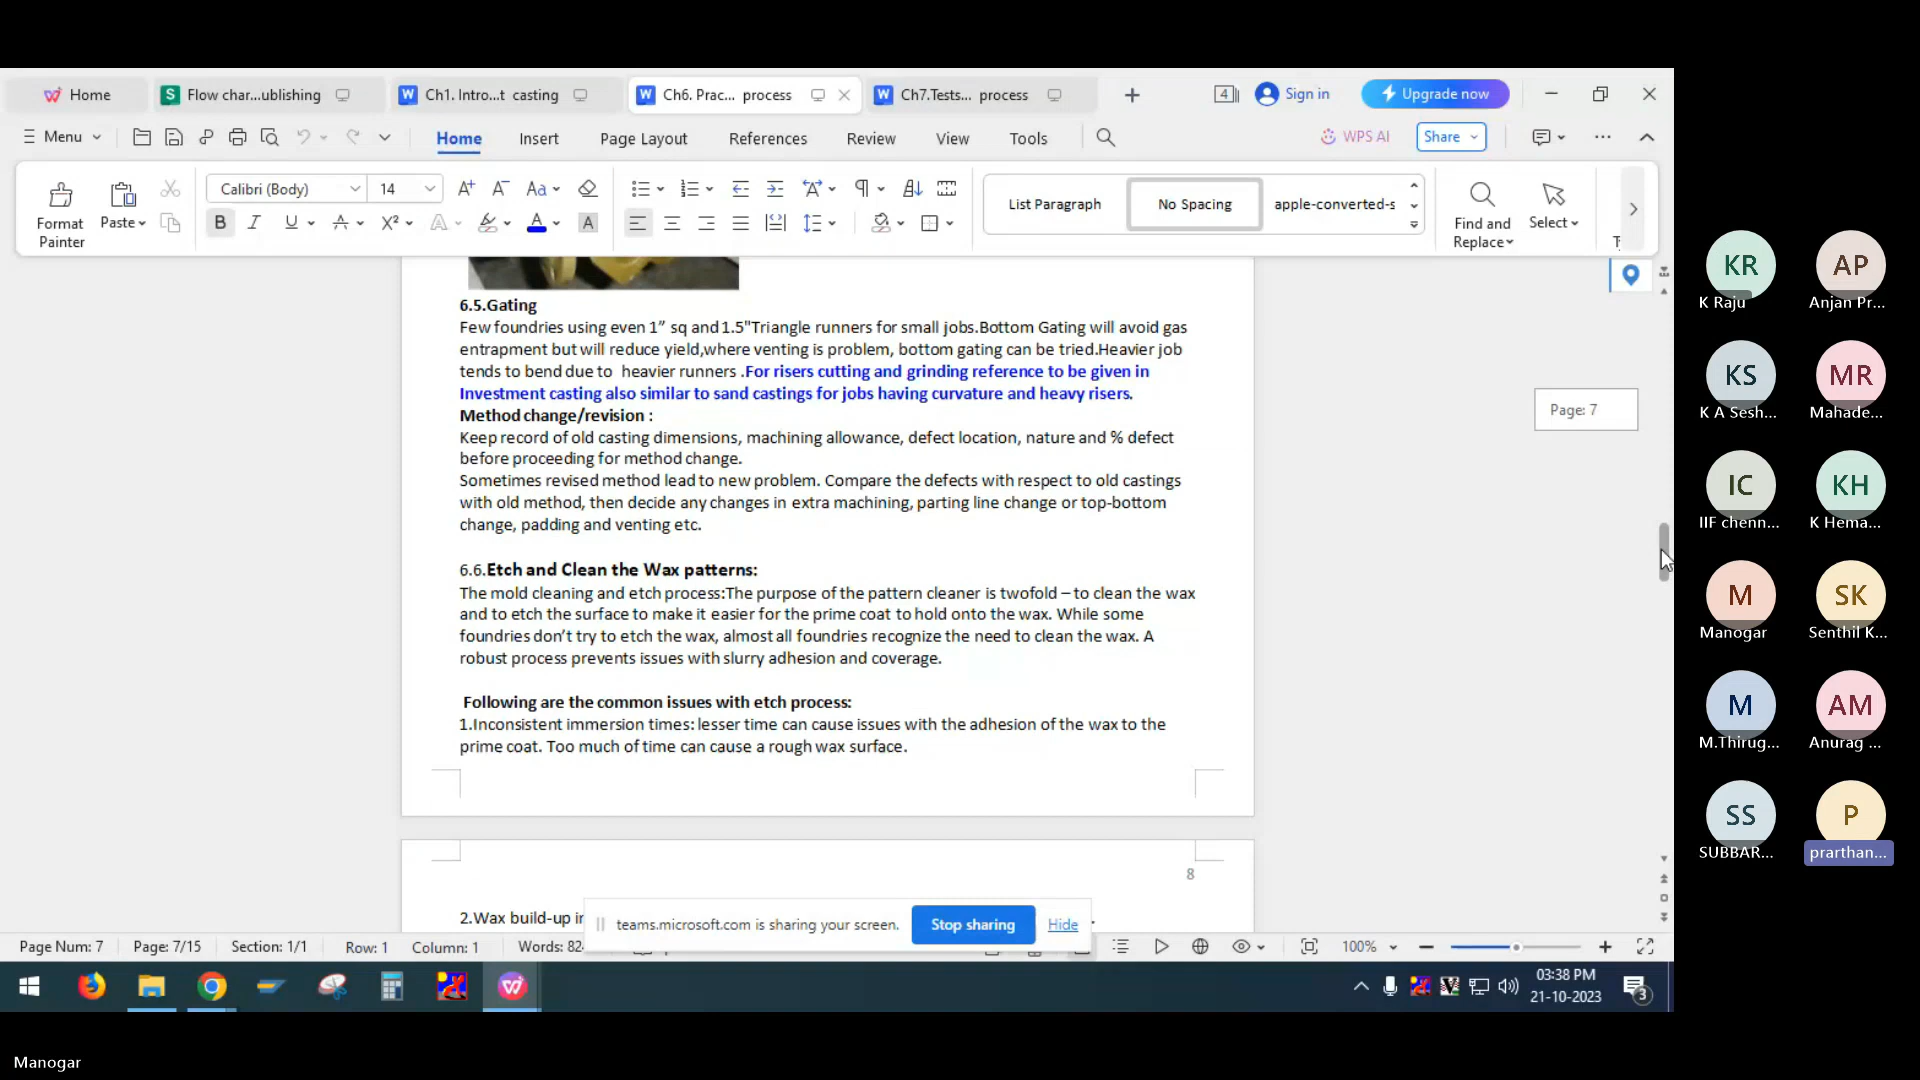 Home Flow char...ublishing Ch1. Intro...t casting Ch6. Prac... process Ch7.Tests... process Sign in Upgrade now
Menu Home Insert Page Layout References Review View Tools WPS AI Share
Format Painter Paste Calibri (Body) 14 List Paragraph No Spacing apple-converted-s Find and Replace Select
6.5.Gating
Few foundries using even 1” sq and 1.5"Triangle runners for small jobs.Bottom Gating will avoid gas
entrapment but will reduce yield,where venting is problem, bottom gating can be tried.Heavier job
tends to bend due to heavier runners .For risers cutting and grinding reference to be given in
Investment casting also similar to sand castings for jobs having curvature and heavy risers.
Method change/revision :
Keep record of old casting dimensions, machining allowance, defect location, nature and % defect
before proceeding for method change.
Sometimes revised method lead to new problem. Compare the defects with respect to old castings
with old method, then decide any changes in extra machining, parting line change or top-bottom
change, padding and venting etc.
6.6.Etch and Clean the Wax patterns:
The mold cleaning and etch process:The purpose of the pattern cleaner is twofold – to clean the wax
and to etch the surface to make it easier for the prime coat to hold onto the wax. While some
foundries don’t try to etch the wax, almost all foundries recognize the need to clean the wax. A
robust process prevents issues with slurry adhesion and coverage.
Following are the common issues with etch process:
1.Inconsistent immersion times: lesser time can cause issues with the adhesion of the wax to the
prime coat. Too much of time can cause a rough wax surface.
8
2.Wax build-up
Page: 7
teams.microsoft.com is sharing your screen. Stop sharing Hide
Page Num: 7 Page: 7/15 Section: 1/1 Row: 1 Column: 1 Words: 82 100%
03:38 PM
21-10-2023
3
KR AP
K Raju Anjan Pr...
KS MR
K A Sesh... Mahade...
IC KH
IIF chenn... K Hema...
M SK
Manogar Senthil K...
M AM
M.Thirug... Anurag ...
SS P
SUBBAR... prarthan...
Manogar